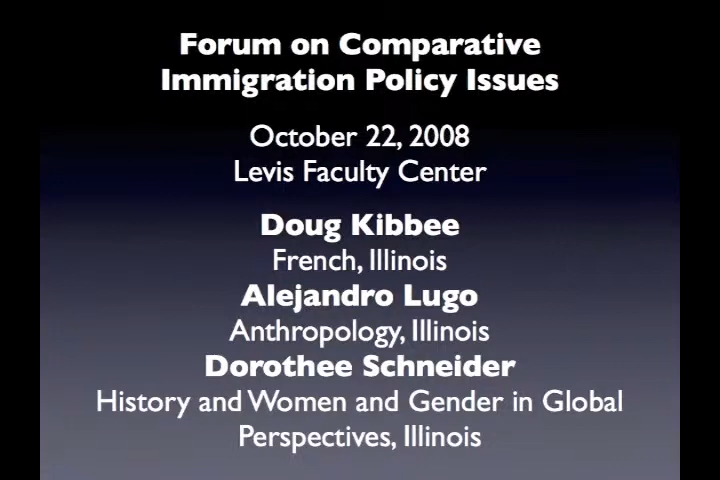 Forum on Comparative
Immigration Policy Issues
October 22, 2008
Levis Faculty Center
Doug Kibbee
French, Illinois
Alejandro Lugo
Anthropology, Illinois
Dorothee Schneider
History and Women and Gender in Global
Perspectives, Illinois